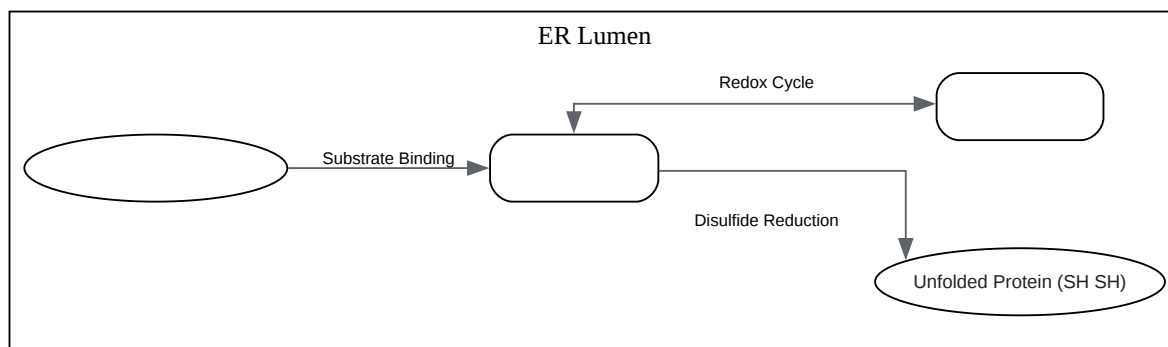 ER Lumen
Redox Cycle
Substrate Binding
Disulfide Reduction
Unfolded Protein (SH SH)